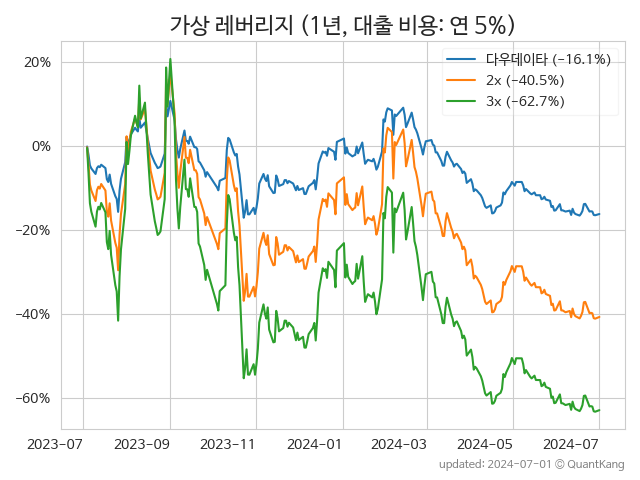 가상 레버리지 (1년, 대출 비용: 연 5%)
다우데이타 (−16.1%)
2x (−40.5%)
3x (−62.7%)
20%
0%
−20%
−40%
−60%
2023-07 2023-09 2023-11 2024-01 2024-03 2024-05 2024-07
updated: 2024-07-01 © QuantKang